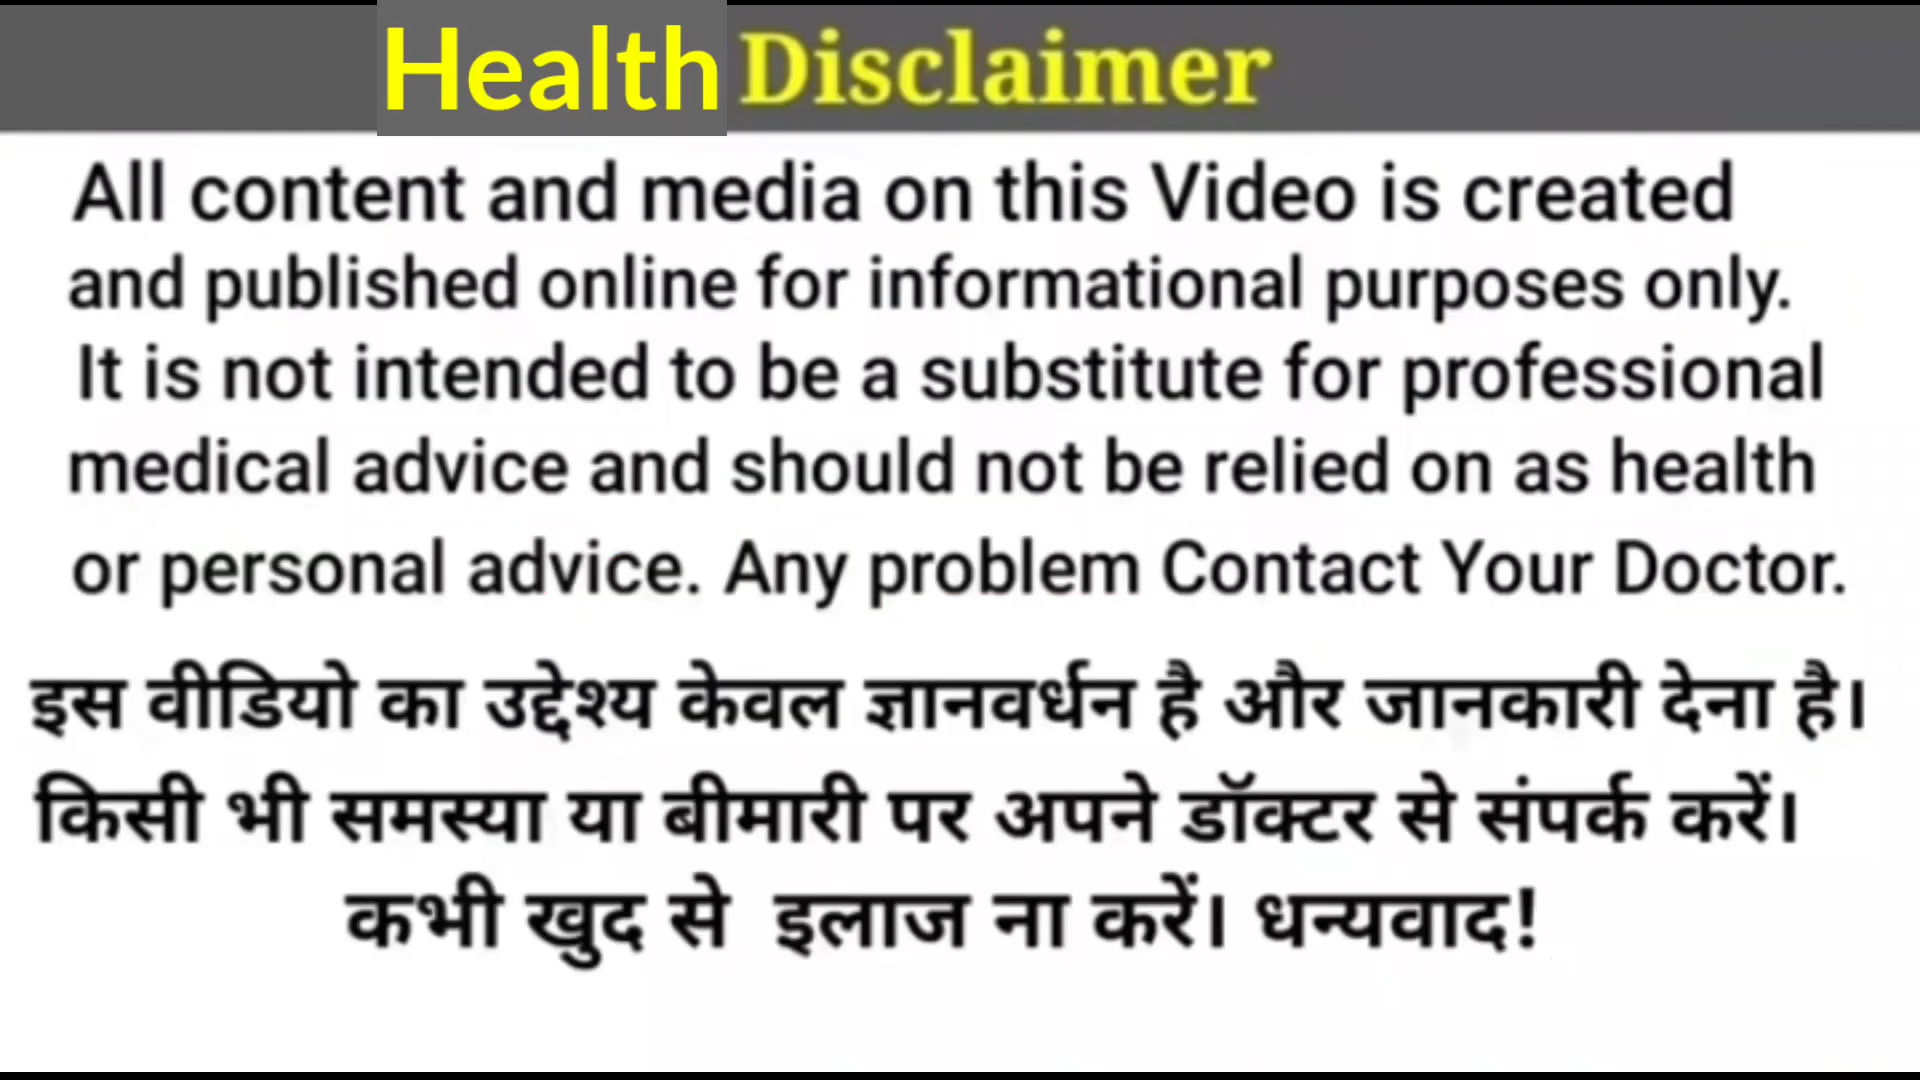 Health Disclaimer
All content and media on this Video is created
and published online for informational purposes only.
It is not intended to be a substitute for professional
medical advice and should not be relied on as health
or personal advice. Any problem Contact Your Doctor.
इस वीडियो का उद्देश्य केवल ज्ञानवर्धन है और जानकारी देना है।
किसी भी समस्या या बीमारी पर अपने डॉक्टर से संपर्क करें।
कभी खुद से इलाज ना करें। धन्यवाद!